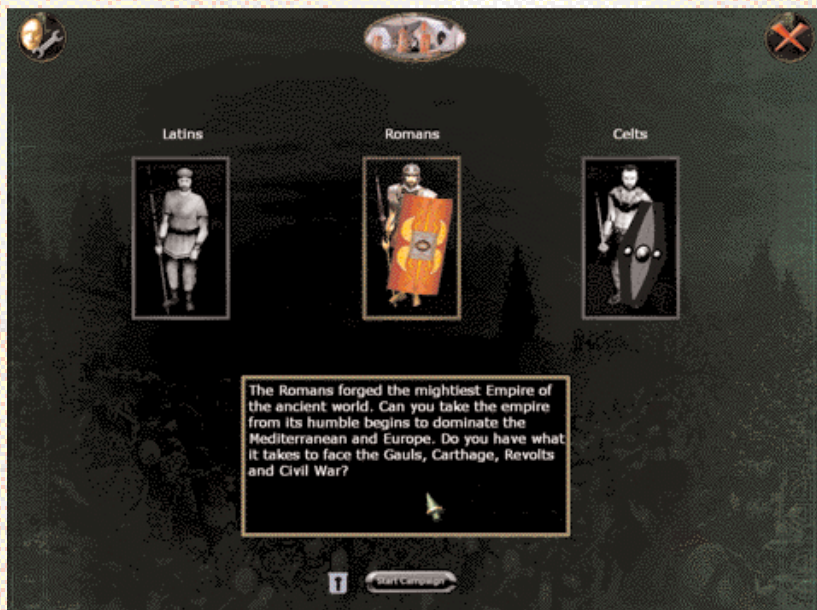 Latins
Romans
Celts
The Romans forged the mightiest Empire of
the ancient world. Can you take the empire
from its humble begins to dominate the
Mediterranean and Europe. Do you have what
it takes to face the Gauls, Carthage, Revolts
and Civil War?
Start Campaign